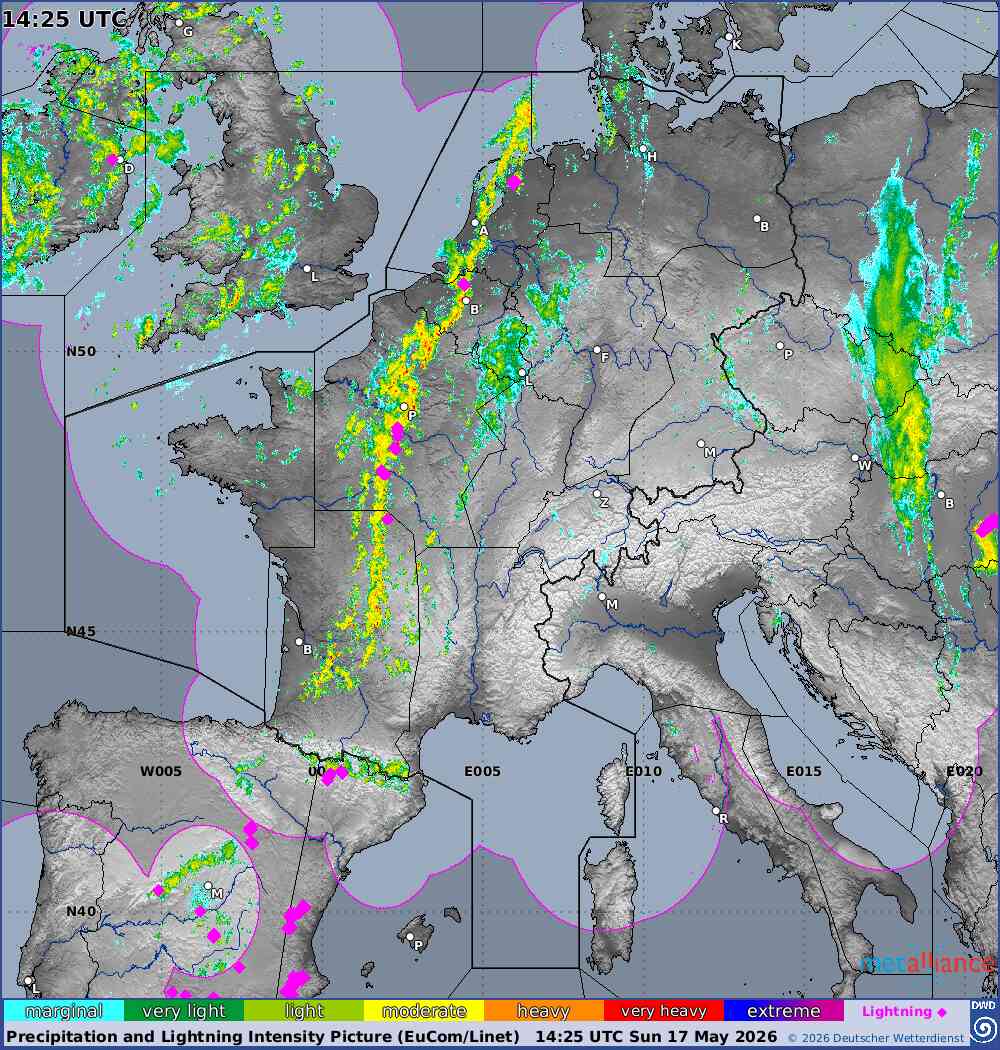 14:25 UTC
G
K
D
H
A
B
L
B
N50
F
P
L
P
M
W
B
Z
M
N45
B
W005
00
E005
E010
E015
E020
R
M
N40
P
L
metalliance
marginal very light light moderate heavy very heavy extreme Lightning
DWD
Precipitation and Lightning Intensity Picture (EuCom/Linet) 14:25 UTC Sun 17 May 2026 © 2026 Deutscher Wetterdienst